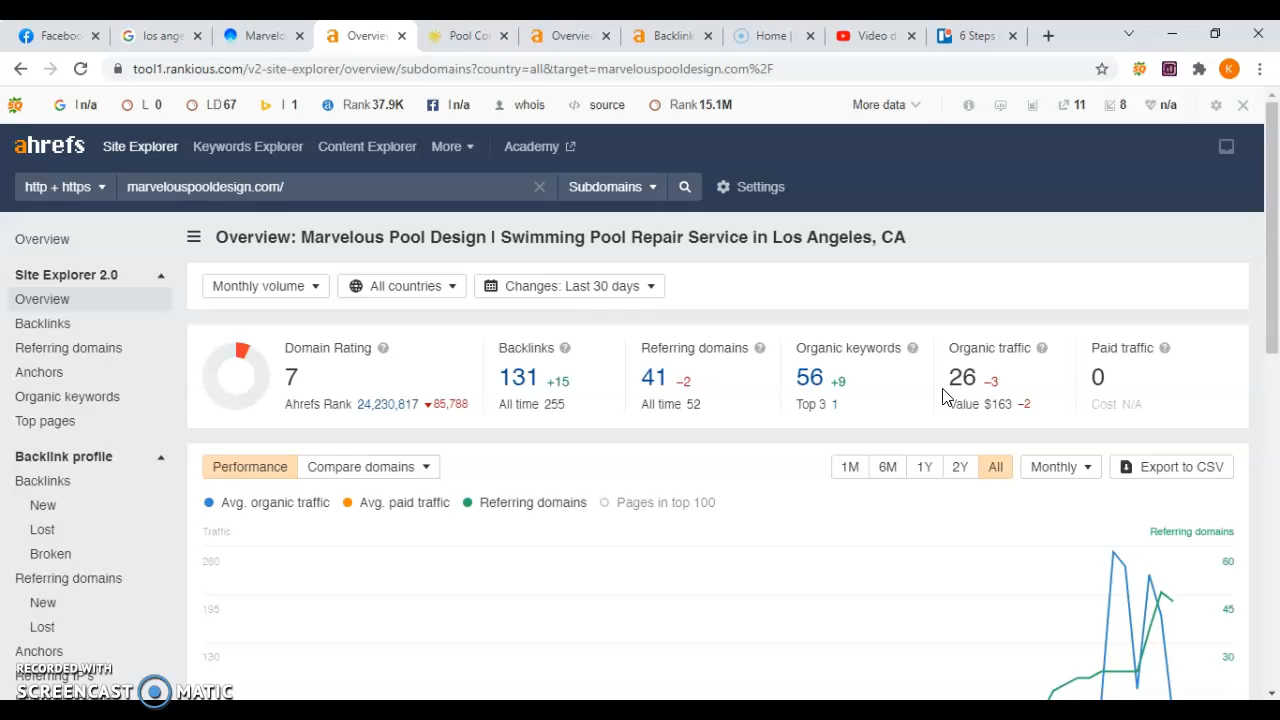 Facebo
los ange
Marvelo
Overvie
Pool Co
Overvie
Backlink
Home |
Video d
6 Steps
tool1.rankious.com/v2-site-explorer/overview/subdomains?country=all&target=marvelouspooldesign.com%2F
I n/a
L 0
LD 67
I 1
Rank 37.9K
I n/a
whois
source
Rank 15.1M
More data
11
8
n/a
ahrefs
Site Explorer
Keywords Explorer
Content Explorer
More
Academy
http + https
marvelouspooldesign.com/
Subdomains
Settings
Overview
Overview: Marvelous Pool Design | Swimming Pool Repair Service in Los Angeles, CA
Site Explorer 2.0
Overview
Backlinks
Referring domains
Anchors
Organic keywords
Top pages
Backlink profile
Backlinks
New
Lost
Broken
Referring domains
New
Lost
Anchors
Referring IPs
Monthly volume
All countries
Changes: Last 30 days
Domain Rating
7
Ahrefs Rank 24,230,817 85,788
Backlinks
131 +15
All time 255
Referring domains
41 −2
All time 52
Organic keywords
56 +9
Top 3 1
Organic traffic
26 −3
Value $163 −2
Paid traffic
0
Cost N/A
Performance
Compare domains
1M
6M
1Y
2Y
All
Monthly
Export to CSV
Avg. organic traffic
Avg. paid traffic
Referring domains
Pages in top 100
Traffic
Referring domains
280
60
195
45
130
30
RECORDED WITH
SCREENCAST MATIC